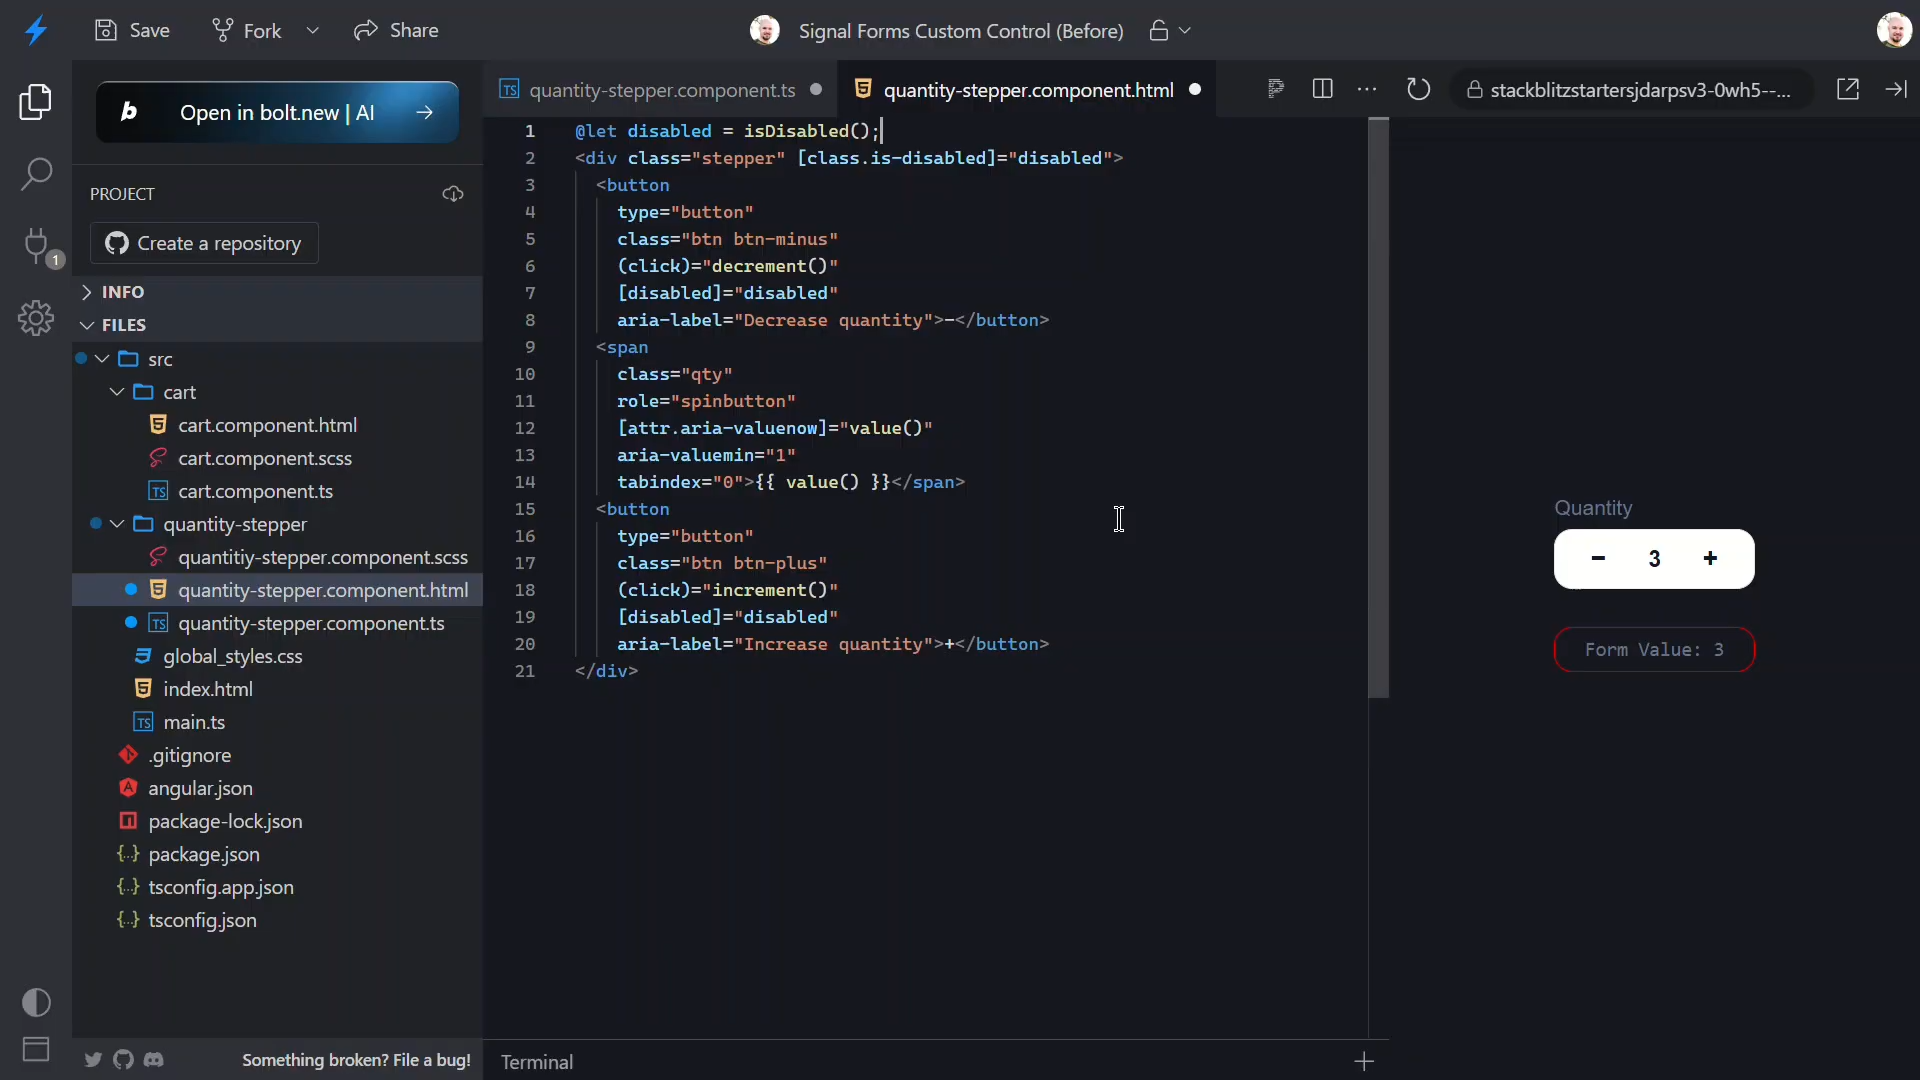 Save
Fork
Share
Signal Forms Custom Control (Before)
b Open in bolt.new | AI
quantity-stepper.component.ts
quantity-stepper.component.html
stackblitzstartersjdarpsv3-0wh5--...
PROJECT
Create a repository
1
INFO
FILES
src
cart
cart.component.html
cart.component.scss
TS cart.component.ts
quantity-stepper
quantitiy-stepper.component.scss
quantity-stepper.component.html
TS quantity-stepper.component.ts
global_styles.css
index.html
TS main.ts
.gitignore
angular.json
package-lock.json
{..} package.json
{..} tsconfig.app.json
{..} tsconfig.json
Something broken? File a bug!
1 @let disabled = isDisabled();
2 <div class="stepper" [class.is-disabled]="disabled">
3 <button
4 type="button"
5 class="btn btn-minus"
6 (click)="decrement()"
7 [disabled]="disabled"
8 aria-label="Decrease quantity">−</button>
9 <span
10 class="qty"
11 role="spinbutton"
12 [attr.aria-valuenow]="value()"
13 aria-valuemin="1"
14 tabindex="0">{{ value() }}</span>
15 <button
16 type="button"
17 class="btn btn-plus"
18 (click)="increment()"
19 [disabled]="disabled"
20 aria-label="Increase quantity">+</button>
21 </div>
Terminal
Quantity
− 3 +
Form Value: 3